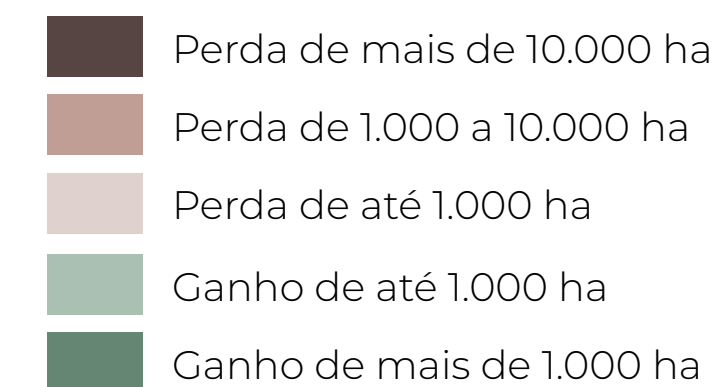 Perda de mais de 10.000 ha
Perda de 1.000 a 10.000 ha
Perda de até 1.000 ha
Ganho de até 1.000 ha
Ganho de mais de 1.000 ha